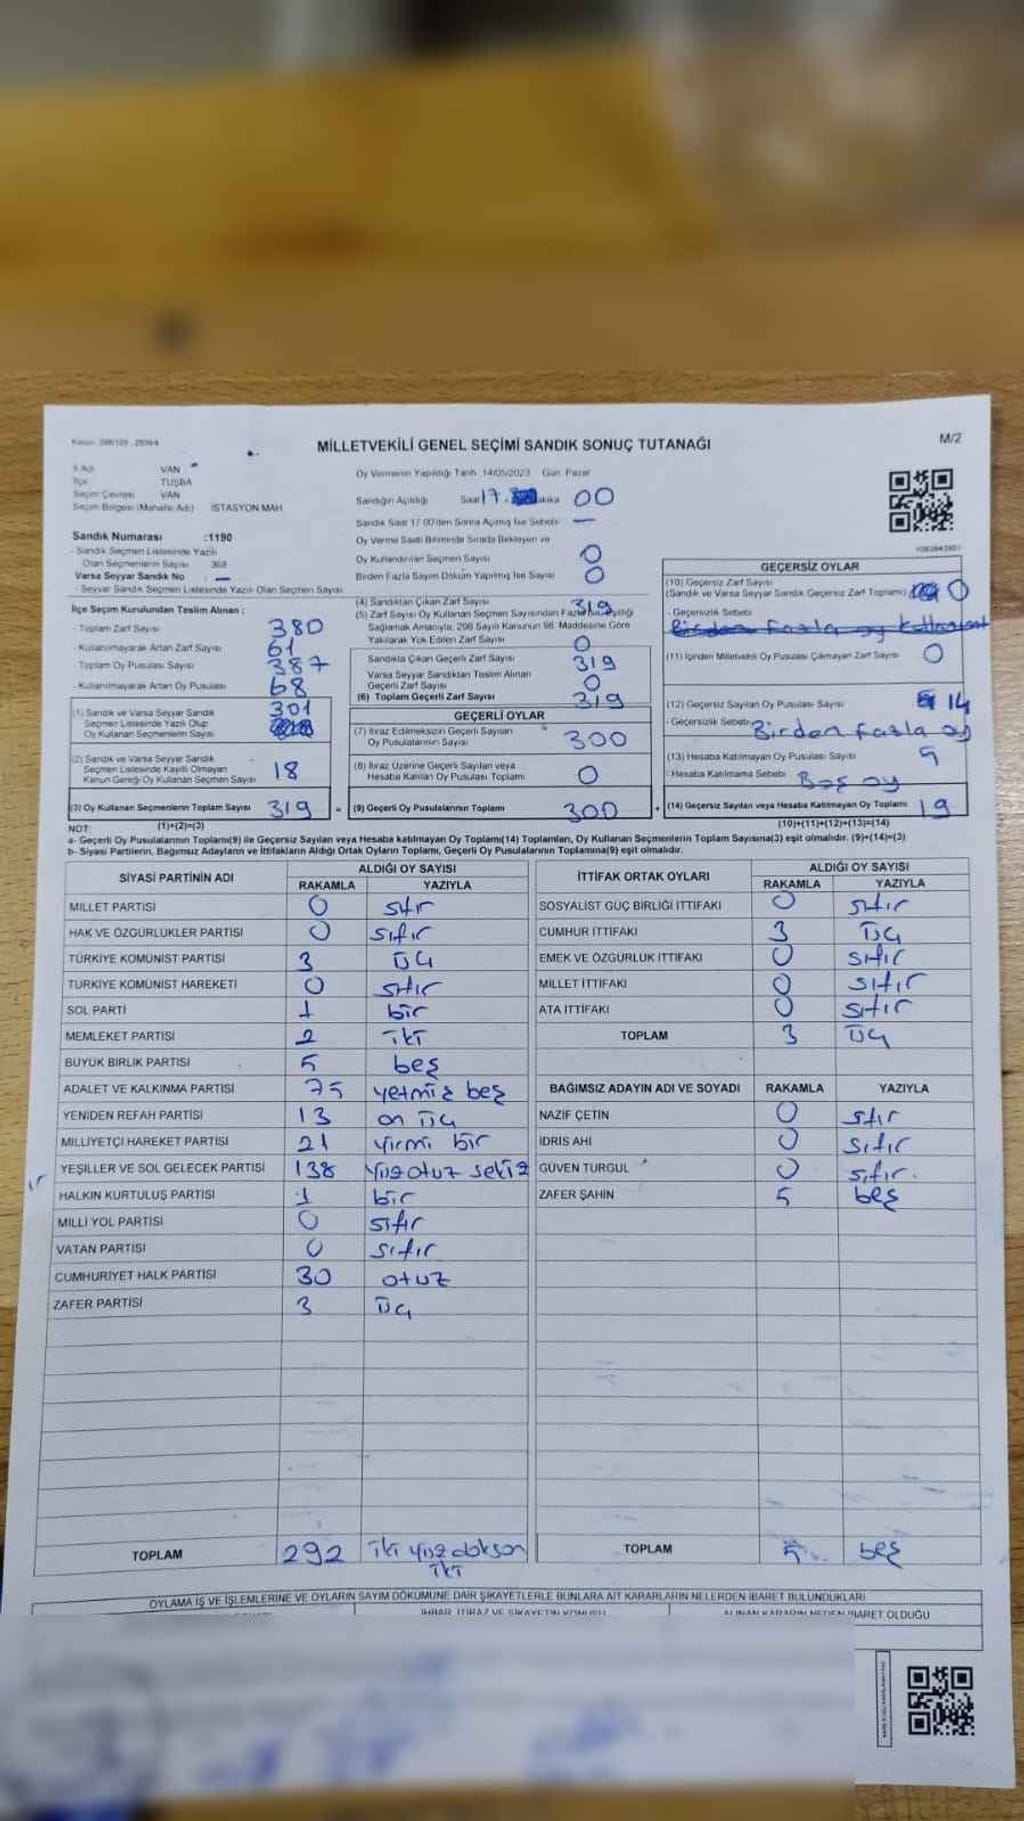 MİLLETVEKİLİ GENEL SEÇİMİ SANDIK SONUÇ TUTANAĞI
M/2
İl Adı VAN
İlçe TUŞBA
Seçim Çevresi VAN
Seçim Bölgesi (Mahalle Adı) İSTASYON MAH
Sandık Numarası :1190
- Sandık Seçmen Listesinde Yazılı
Olan Seçmenlerin Sayısı 368
Varsa Seyyar Sandık No : —
- Seyyar Sandık Seçmen Listesinde Yazılı Olan Seçmen Sayısı
Oy Vermenin Yapıldığı Tarih 14/05/2023 Gün Pazar
Sandığın Açıldığı Saat 17 Dakika 00
Sandık Saat 17 00'den Sonra Açılmış İse Sebebi —
Oy Verme Saati Bitiminde Sırada Bekleyen ve
Oy Kullandırılan Seçmen Sayısı 0
Birden Fazla Sayım Döküm Yapılmış İse Sayısı 0
İlçe Seçim Kurulundan Teslim Alınan :
- Toplam Zarf Sayısı 380
- Kullanılmayarak Artan Zarf Sayısı 61
- Toplam Oy Pusulası Sayısı 387
- Kullanılmayarak Artan Oy Pusulası 68
(1) Sandık ve Varsa Seyyar Sandık
Seçmen Listesinde Yazılı Olup
Oy Kullanan Seçmenlerin Sayısı 301
(2) Sandık ve Varsa Seyyar Sandık
Seçmen Listesinde Kayıtlı Olmayan
Kanun Gereği Oy Kullanan Seçmen Sayısı 18
(3) Oy Kullanan Seçmenlerin Toplam Sayısı 319
(1)+(2)=(3)
(4) Sandıktan Çıkan Zarf Sayısı 319
(5) Zarf Sayısı Oy Kullanan Seçmen Sayısından Fazla
Sağlamak Amacıyla, 298 Sayılı Kanunun 98. Maddesine Göre
Yakılarak Yok Edilen Zarf Sayısı 0
Sandıkta Çıkan Geçerli Zarf Sayısı 319
Varsa Seyyar Sandıktan Teslim Alınan
Geçerli Zarf Sayısı 0
(6) Toplam Geçerli Zarf Sayısı 319
GEÇERLİ OYLAR
(7) İtiraz Edilmeksizin Geçerli Sayılan
Oy Pusulalarının Sayısı 300
(8) İtiraz Üzerine Geçerli Sayılan veya
Hesaba Katılan Oy Pusulası Toplamı 0
= (9) Geçerli Oy Pusulalarının Toplamı 300
GEÇERSİZ OYLAR
(10) Geçersiz Zarf Sayısı
(Sandık ve Varsa Seyyar Sandık Geçersiz Zarf Toplamı) 0
- Geçersizlik Sebebi
Birden fazla oy
(11) İçinden Milletvekili Oy Pusulası Çıkmayan Zarf Sayısı 0
(12) Geçersiz Sayılan Oy Pusulası Sayısı 14
- Geçersizlik Sebebi Birden fazla oy
(13) Hesaba Katılmayan Oy Pusulası Sayısı 5
- Hesaba Katılmama Sebebi Boş oy
+ (14) Geçersiz Sayılan veya Hesaba Katılmayan Oy Toplamı 19
(10)+(11)+(12)+(13)=(14)
NOT:
a- Geçerli Oy Pusulalarının Toplamı(9) ile Geçersiz Sayılan veya Hesaba katılmayan Oy Toplamı(14) Toplamları, Oy Kullanan Seçmenlerin Toplam Sayısına(3) eşit olmalıdır. (9)+(14)=(3)
b- Siyasi Partilerin, Bağımsız Adayların ve İttifakların Aldığı Ortak Oyların Toplamı, Geçerli Oy Pusulalarının Toplamına(9) eşit olmalıdır.
SİYASİ PARTİNİN ADI ALDIĞI OY SAYISI
RAKAMLA YAZIYLA
MİLLET PARTİSİ 0 sıfır
HAK VE ÖZGÜRLÜKLER PARTİSİ 0 sıfır
TÜRKİYE KOMÜNİST PARTİSİ 3 üç
TÜRKİYE KOMÜNİST HAREKETİ 0 sıfır
SOL PARTİ 1 bir
MEMLEKET PARTİSİ 2 iki
BÜYÜK BİRLİK PARTİSİ 5 beş
ADALET VE KALKINMA PARTİSİ 75 yetmiş beş
YENİDEN REFAH PARTİSİ 13 on üç
MİLLİYETÇİ HAREKET PARTİSİ 21 yirmi bir
YEŞİLLER VE SOL GELECEK PARTİSİ 138 yüz otuz sekiz
HALKIN KURTULUŞ PARTİSİ 1 bir
MİLLİ YOL PARTİSİ 0 sıfır
VATAN PARTİSİ 0 sıfır
CUMHURİYET HALK PARTİSİ 30 otuz
ZAFER PARTİSİ 3 üç
TOPLAM 292 iki yüz doksan
iki
İTTİFAK ORTAK OYLARI ALDIĞI OY SAYISI
RAKAMLA YAZIYLA
SOSYALİST GÜÇ BİRLİĞİ İTTİFAKI 0 sıfır
CUMHUR İTTİFAKI 3 üç
EMEK VE ÖZGÜRLÜK İTTİFAKI 0 sıfır
MİLLET İTTİFAKI 0 sıfır
ATA İTTİFAKI 0 sıfır
TOPLAM 3 üç
BAĞIMSIZ ADAYIN ADI VE SOYADI RAKAMLA YAZIYLA
NAZİF ÇETİN 0 sıfır
İDRİS AHİ 0 sıfır
GÜVEN TURGUL 0 sıfır.
ZAFER ŞAHİN 5 beş
TOPLAM 5 beş
OYLAMA İŞ VE İŞLEMLERİNE VE OYLARIN SAYIM DÖKÜMÜNE DAİR ŞİKAYETLERLE BUNLARA AİT KARARLARIN NELERDEN İBARET BULUNDUKLARI
İHBAR, İTİRAZ VE ŞİKAYETİN KONUSU
ALINAN KARARIN NEDEN İBARET OLDUĞU